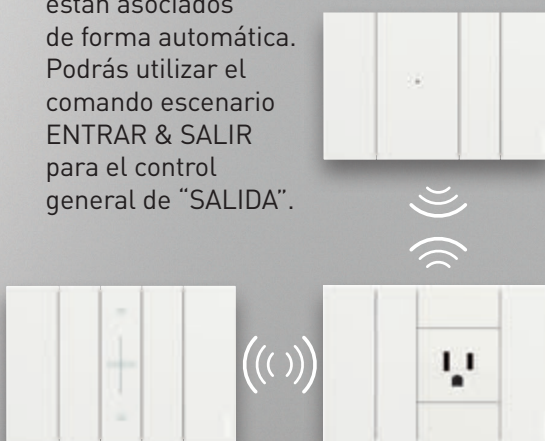 están asociados
de forma automática.
Podrás utilizar el
comando escenario
ENTRAR & SALIR
para el control
general de “SALIDA”.